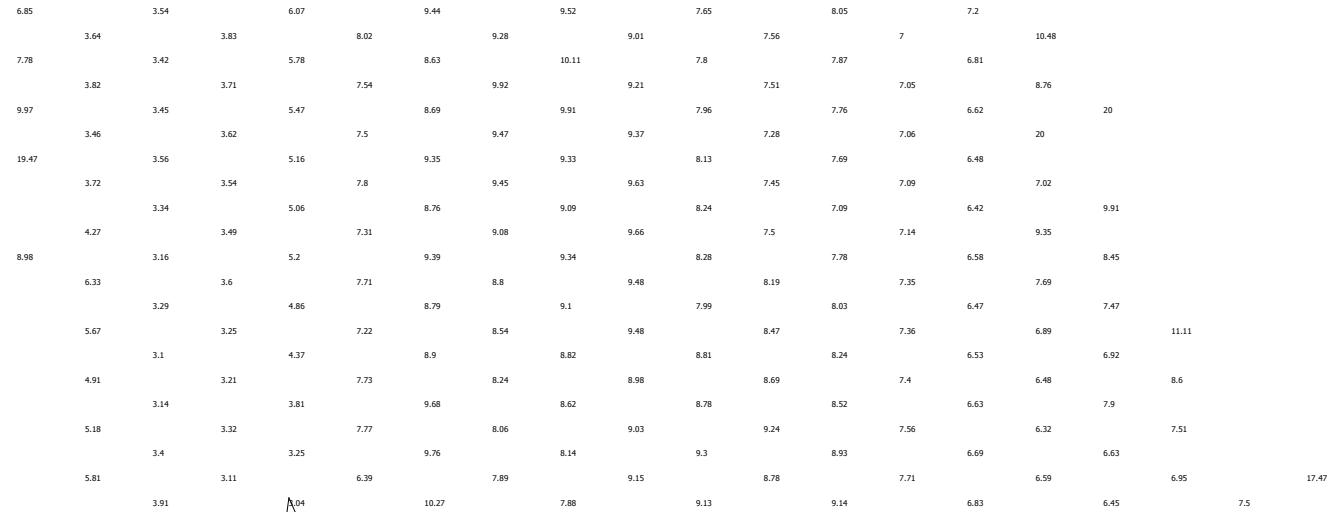 6.85 3.54 6.07 9.44 9.52 7.65 8.05 7.2
3.64 3.83 8.02 9.28 9.01 7.56 7 10.48
7.78 3.42 5.78 8.63 10.11 7.8 7.87 6.81
3.82 3.71 7.54 9.92 9.21 7.51 7.05 8.76
9.97 3.45 5.47 8.69 9.91 7.96 7.76 6.62 20
3.46 3.62 7.5 9.47 9.37 7.28 7.06 20
19.47 3.56 5.16 9.35 9.33 8.13 7.69 6.48
3.72 3.54 7.8 9.45 9.63 7.45 7.09 7.02
3.34 5.06 8.76 9.09 8.24 7.09 6.42 9.91
4.27 3.49 7.31 9.08 9.66 7.5 7.14 9.35
8.98 3.16 5.2 9.39 9.34 8.28 7.78 6.58 8.45
6.33 3.6 7.71 8.8 9.48 8.19 7.35 7.69
3.29 4.86 8.79 9.1 7.99 8.03 6.47 7.47
5.67 3.25 7.22 8.54 9.48 8.47 7.36 6.89 11.11
3.1 4.37 8.9 8.82 8.81 8.24 6.53 6.92
4.91 3.21 7.73 8.24 8.98 8.69 7.4 6.48 8.6
3.14 3.81 9.68 8.62 8.78 8.52 6.63 7.9
5.18 3.32 7.77 8.06 9.03 9.24 7.56 6.32 7.51
3.4 3.25 9.76 8.14 9.3 8.93 6.69 6.63
5.81 3.11 6.39 7.89 9.15 8.78 7.71 6.59 6.95 17.47
3.91 10.27 7.88 9.13 9.14 6.83 6.45 7.5